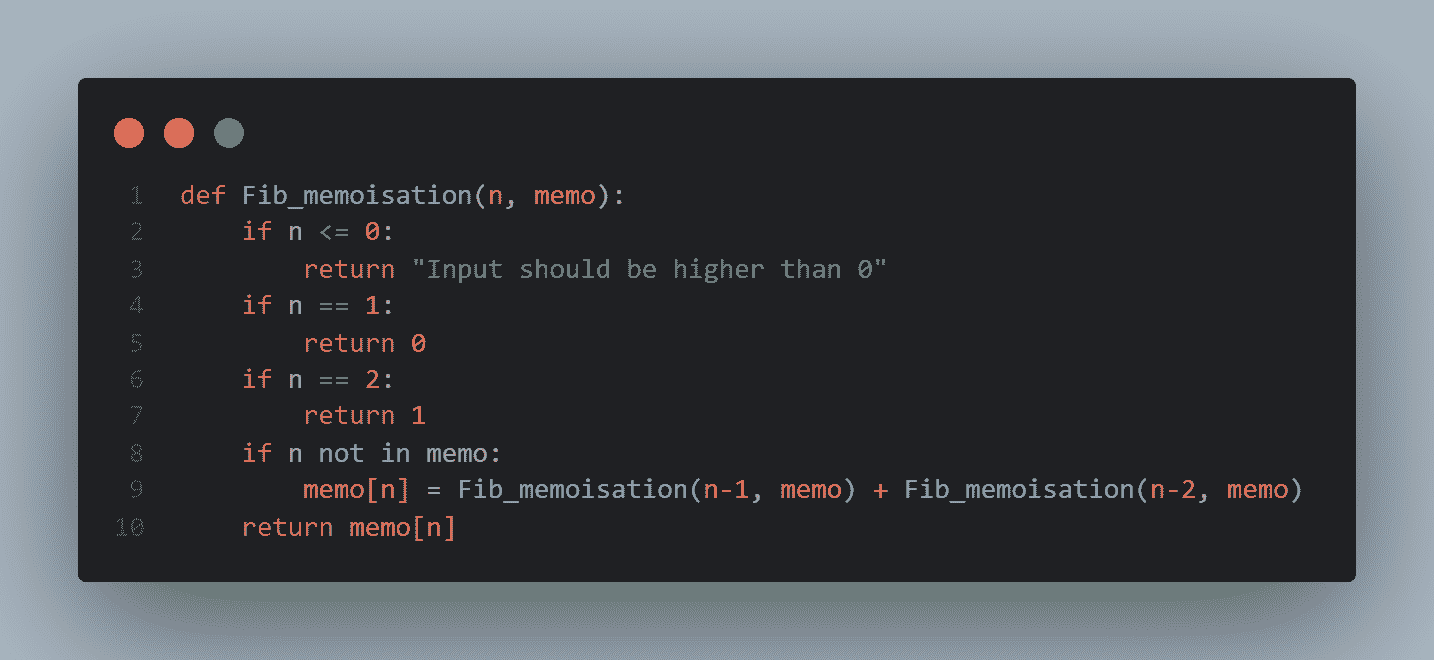 1 def Fib_memoisation(n, memo):
2     if n <= 0:
3         return "Input should be higher than 0"
4     if n == 1:
5         return 0
6     if n == 2:
7         return 1
8     if n not in memo:
9         memo[n] = Fib_memoisation(n-1, memo) + Fib_memoisation(n-2, memo)
10     return memo[n]